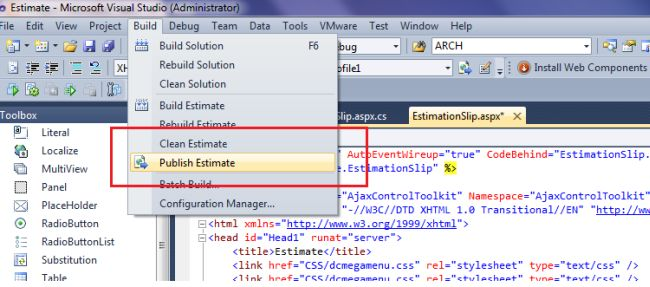 Estimate - Microsoft Visual Studio (Administrator)
File Edit View Project Build Debug Team Data Tools VMware Test Window Help
ebug ARCH
XH ofile1 Install Web Components
Build Solution F6
Rebuild Solution
Clean Solution
Build Estimate
Rebuild Estimate
Clean Estimate
Publish Estimate
Batch Build...
Configuration Manager...
Toolbox
Literal
Localize
MultiView
Panel
PlaceHolder
RadioButton
RadioButtonList
Substitution
Table
Slip.aspx.cs EstimationSlip.aspx*
" AutoEventWireup="true" CodeBehind="EstimationSlip.
e.EstimationSlip" %>
"AjaxControlToolkit" Namespace="AjaxControlToolkit
"-//W3C//DTD XHTML 1.0 Transitional//EN" "http://www
<html xmlns="http://www.w3.org/1999/xhtml">
<head id="Head1" runat="server">
<title>Estimate</title>
<link href="CSS/dcmegamenu.css" rel="stylesheet" type="text/css" />
<link href="CSS/dcmegamenu.css" rel="stylesheet" type="text/css" />